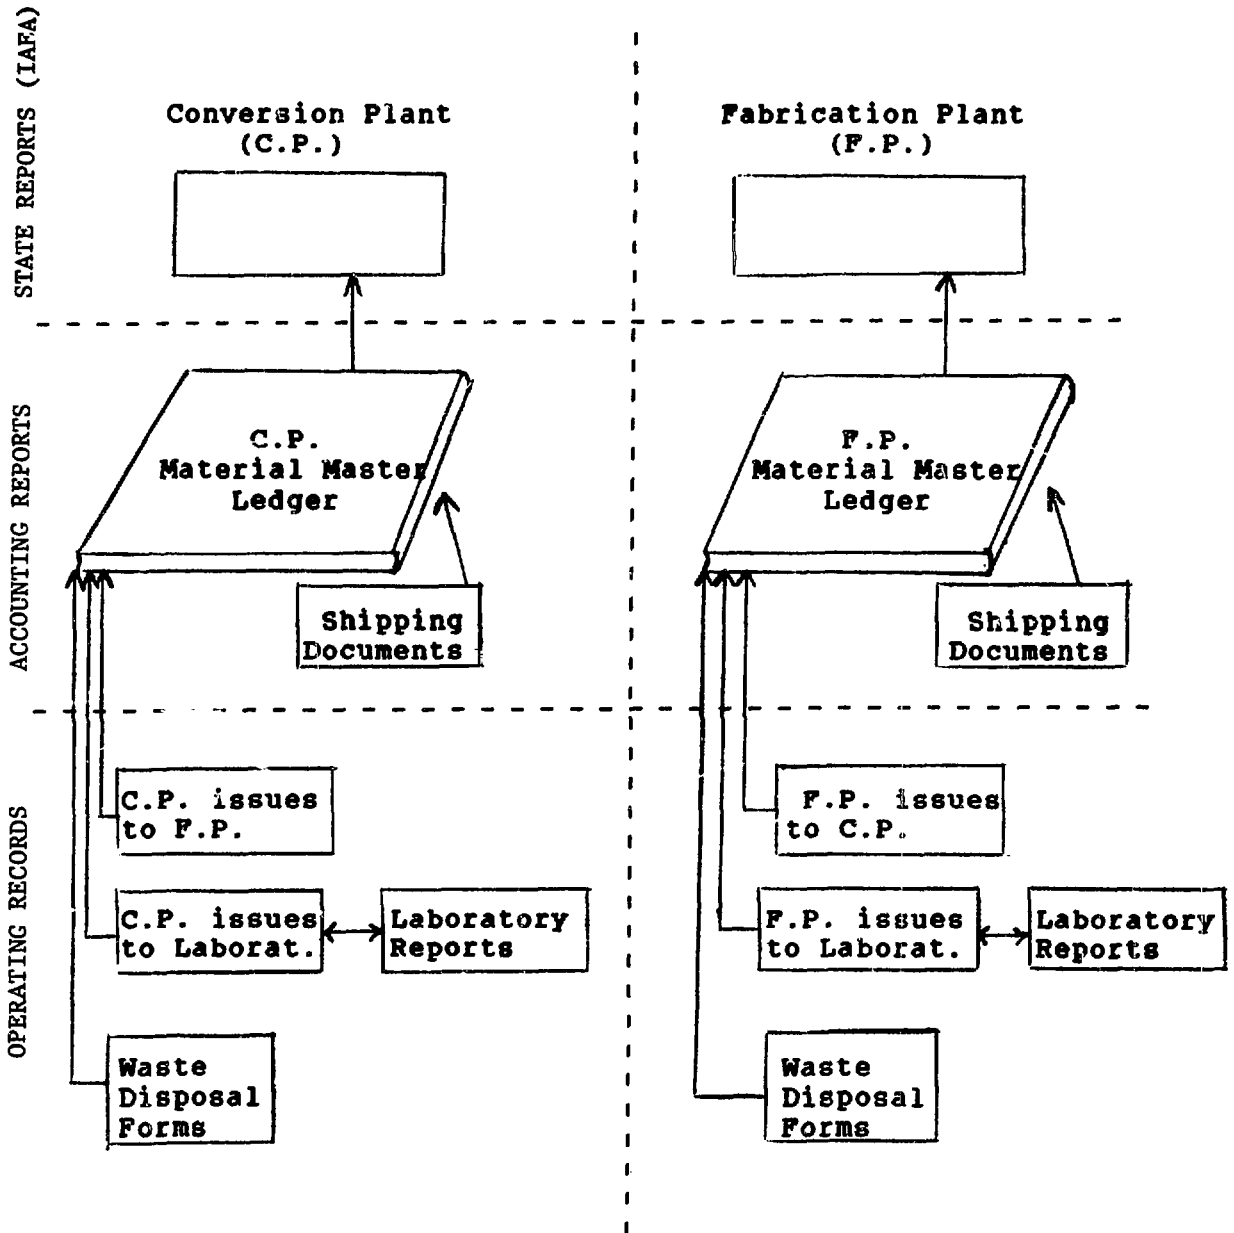 STATE REPORTS (IAEA)
Conversion Plant
(C.P.)
Fabrication Plant
(F.P.)
ACCOUNTING REPORTS
C.P.
Material Master
Ledger
Shipping
Documents
F.P.
Material Master
Ledger
Shipping
Documents
OPERATING RECORDS
C.P. issues
to F.P.
C.P. issues
to Laborat.
Laboratory
Reports
Waste
Disposal
Forms
F.P. issues
to C.P.
F.P. issues
to Laborat.
Laboratory
Reports
Waste
Disposal
Forms